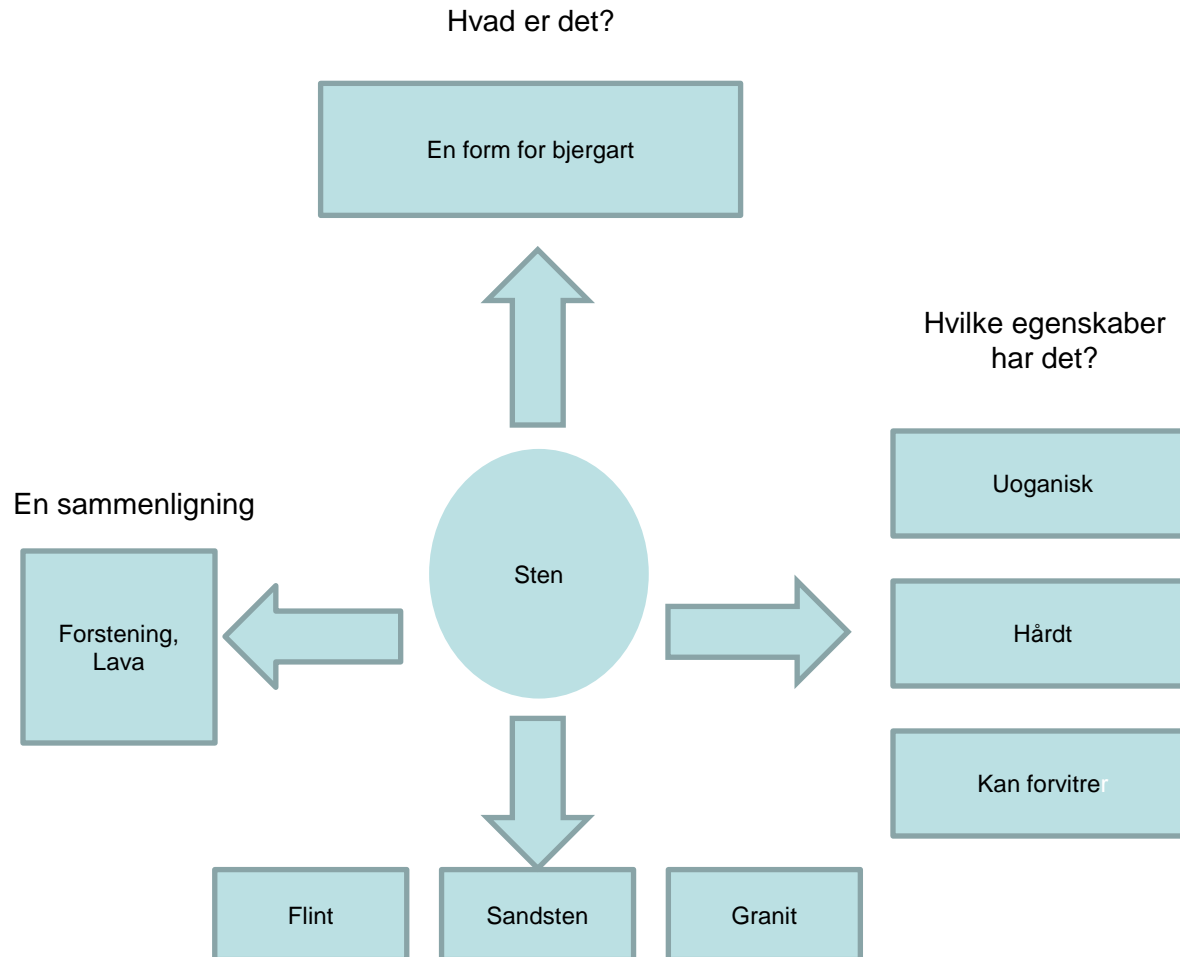 Hvad er det?
En form for bjergart
Hvilke egenskaber
har det?
Uoganisk
En sammenligning
Sten
Forstening,
Lava
Hårdt
Kan forvitrer
Flint
Sandsten
Granit